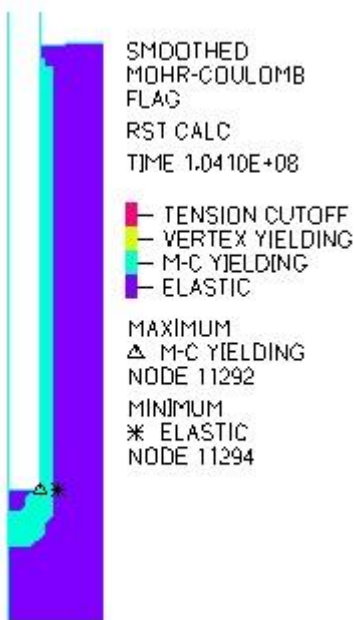 SMOOTHED
MOHR-COULOMB
FLAG
RST CALC
TIME 1.0410E+08
TENSION CUTOFF
VERTEX YIELDING
M-C YIELDING
ELASTIC
MAXIMUM
△ M-C YIELDING
NODE 11292
MINIMUM
* ELASTIC
NODE 11294